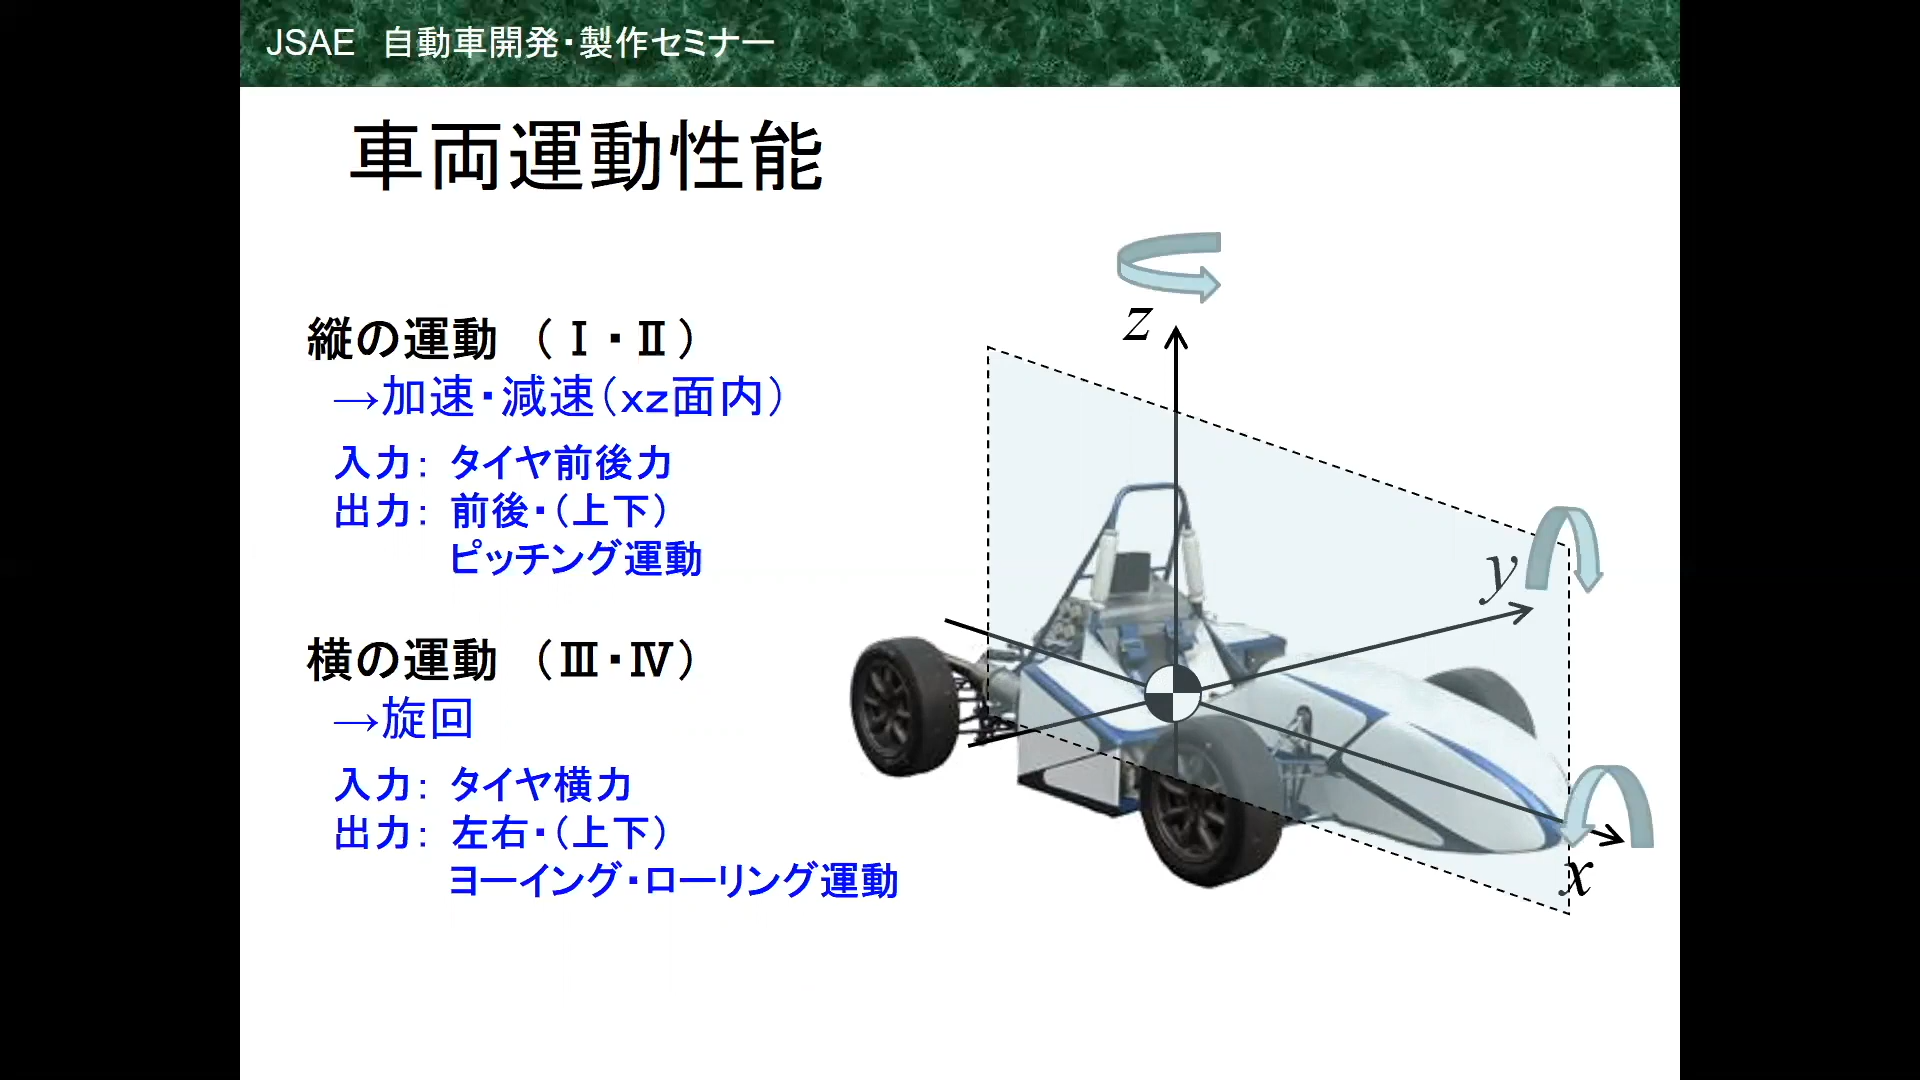 JSAE 自動車開発・製作セミナー
車両運動性能
縦の運動 （Ⅰ・Ⅱ）
→加速・減速（xz面内）
入力： タイヤ前後力
出力： 前後・（上下）
ピッチング運動
横の運動 （Ⅲ・Ⅳ）
→旋回
入力： タイヤ横力
出力： 左右・（上下）
ヨーイング・ローリング運動
z
y
x